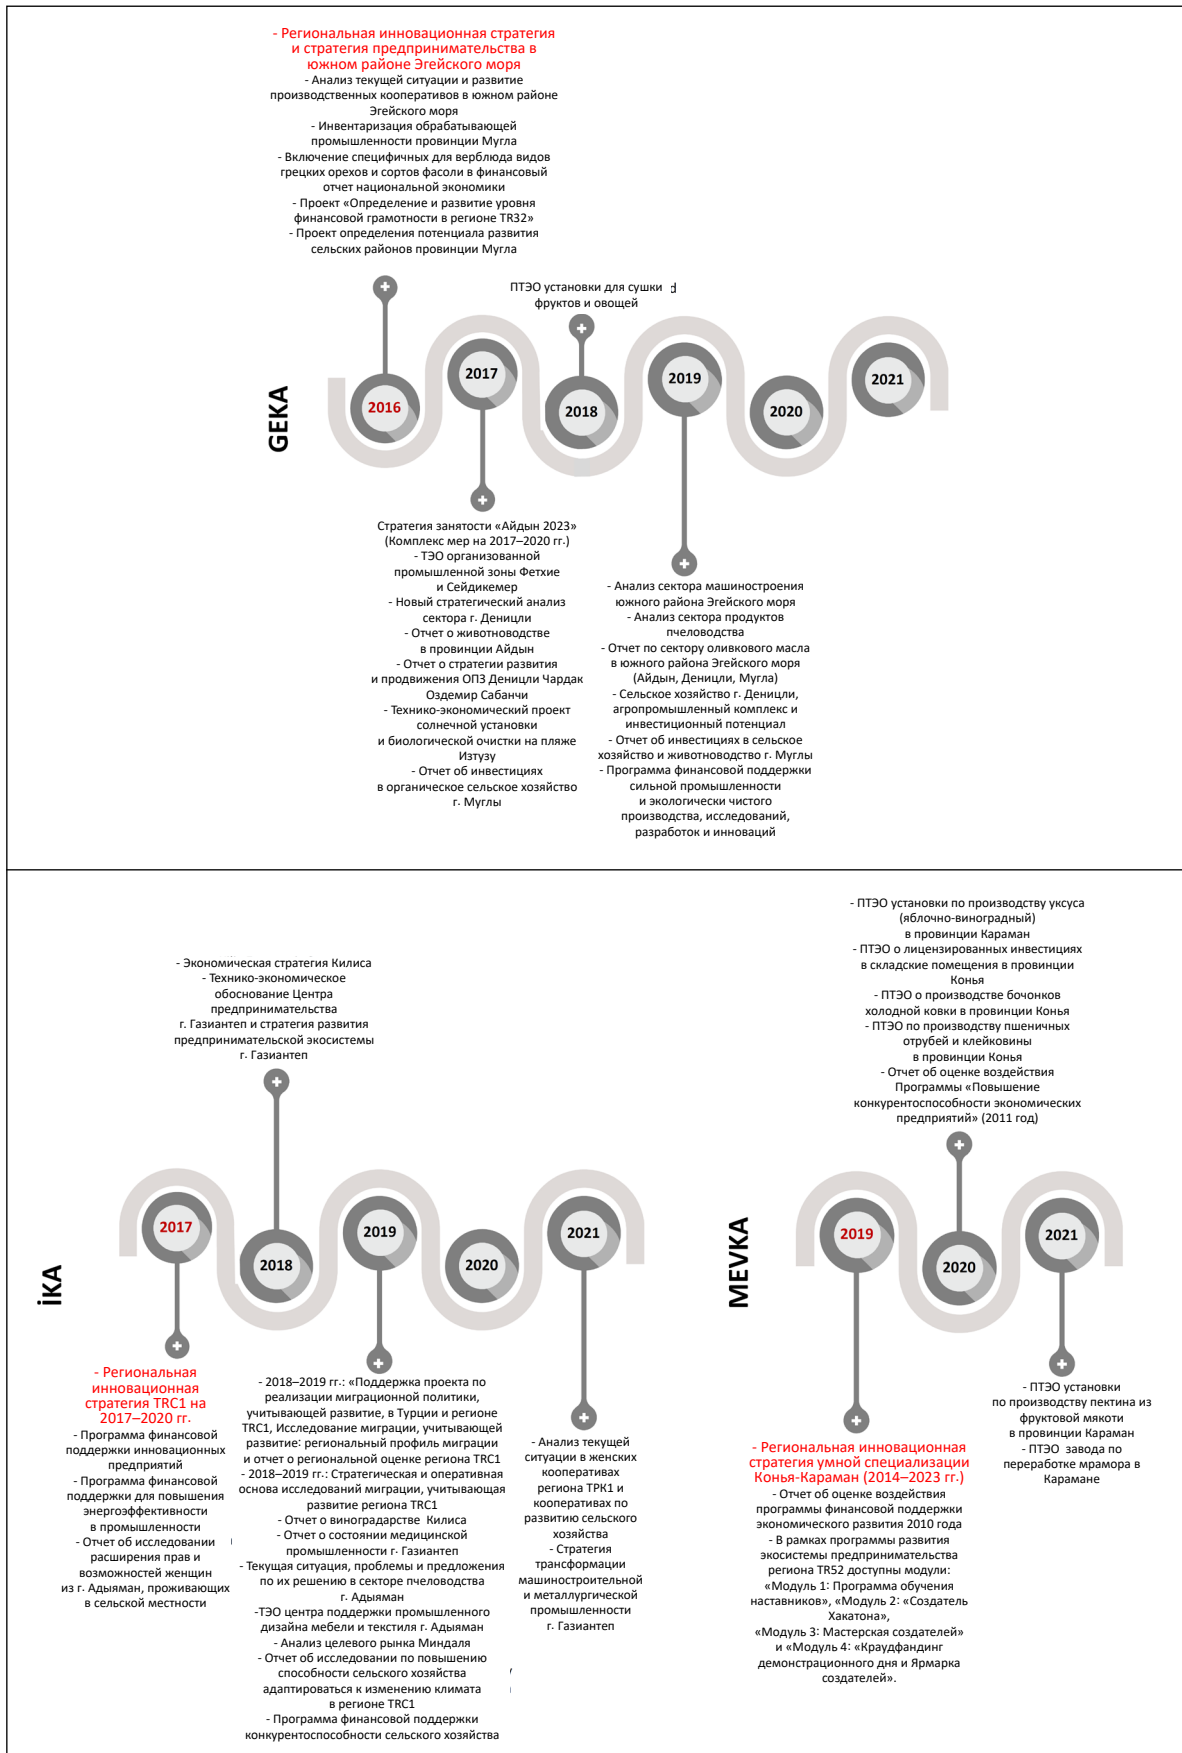 - Региональная инновационная стратегия
и стратегия предпринимательства в
южном районе Эгейского моря
- Анализ текущей ситуации и развитие
производственных кооперативов в южном районе
Эгейского моря
- Инвентаризация обрабатывающей
промышленности провинции Мугла
- Включение специфичных для верблюда видов
грецких орехов и сортов фасоли в финансовый
отчет национальной экономики
- Проект «Определение и развитие уровня
финансовой грамотности в регионе TR32»
- Проект определения потенциала развития
сельских районов провинции Мугла
ПТЭО установки для сушки d
фруктов и овощей
GEKA
2016
2017
2018
2019
2020
2021
Стратегия занятости «Айдын 2023»
(Комплекс мер на 2017–2020 гг.)
- ТЭО организованной
промышленной зоны Фетхие
и Сейдикемер
- Новый стратегический анализ
сектора г. Деницли
- Отчет о животноводстве
в провинции Айдын
- Отчет о стратегии развития
и продвижения ОПЗ Деницли Чардак
Оздемир Сабанчи
- Технико-экономический проект
солнечной установки
и биологической очистки на пляже
Изтузу
- Отчет об инвестициях
в органическое сельское хозяйство
г. Муглы
- Анализ сектора машиностроения
южного района Эгейского моря
- Анализ сектора продуктов
пчеловодства
- Отчет по сектору оливкового масла
в южного района Эгейского моря
(Айдын, Деницли, Мугла)
- Сельское хозяйство г. Деницли,
агропромышленный комплекс и
инвестиционный потенциал
- Отчет об инвестициях в сельское
хозяйство и животноводство г. Муглы
- Программа финансовой поддержки
сильной промышленности
и экологически чистого
производства, исследований,
разработок и инноваций
- Экономическая стратегия Килиса
- Технико-экономическое
обоснование Центра
предпринимательства
г. Газиантеп и стратегия развития
предпринимательской экосистемы
г. Газиантеп
İKA
2017
2018
2019
2020
2021
- Региональная
инновационная
стратегия TRC1 на
2017–2020 гг.
- Программа финансовой
поддержки инновационных
предприятий
- Программа финансовой
поддержки для повышения
энергоэффективности
в промышленности
- Отчет об исследовании
расширения прав и
возможностей женщин
из г. Адыяман, проживающих
в сельской местности
- 2018–2019 гг.: «Поддержка проекта по
реализации миграционной политики,
учитывающей развитие, в Турции и регионе
TRC1, Исследование миграции, учитывающей
развитие: региональный профиль миграции
и отчет о региональной оценке региона TRC1
- 2018–2019 гг.: Стратегическая и оперативная
основа исследований миграции, учитывающая
развитие региона TRC1
- Отчет о виноградарстве Килиса
- Отчет о состоянии медицинской
промышленности г. Газиантеп
- Текущая ситуация, проблемы и предложения
по их решению в секторе пчеловодства
г. Адыяман
-ТЭО центра поддержки промышленного
дизайна мебели и текстиля г. Адыяман
- Анализ целевого рынка Миндаля
- Отчет об исследовании по повышению
способности сельского хозяйства
адаптироваться к изменению климата
в регионе TRC1
- Программа финансовой поддержки
конкурентоспособности сельского хозяйства
- Анализ текущей
ситуации в женских
кооперативах
региона ТРК1 и
кооперативах по
развитию сельского
хозяйства
- Стратегия
трансформации
машиностроительной
и металлургической
промышленности
г. Газиантеп
- ПТЭО установки по производству уксуса
(яблочно-виноградный)
в провинции Караман
- ПТЭО о лицензированных инвестициях
в складские помещения в провинции
Конья
- ПТЭО о производстве бочонков
холодной ковки в провинции Конья
- ПТЭО по производству пшеничных
отрубей и клейковины
в провинции Конья
- Отчет об оценке воздействия
Программы «Повышение
конкурентоспособности экономических
предприятий» (2011 год)
MEVKA
2019
2020
2021
- Региональная инновационная
стратегия умной специализации
Конья-Караман (2014–2023 гг.)
- Отчет об оценке воздействия
программы финансовой поддержки
экономического развития 2010 года
- В рамках программы развития
экосистемы предпринимательства
региона TR52 доступны модули:
«Модуль 1: Программа обучения
наставников», «Модуль 2: «Создатель
Хакатона»,
«Модуль 3: Мастерская создателей»
и «Модуль 4: «Краудфандинг
демонстрационного дня и Ярмарка
создателей».
- ПТЭО установки
по производству пектина из
фруктовой мякоти
в провинции Караман
- ПТЭО завода по
переработке мрамора в
Карамане